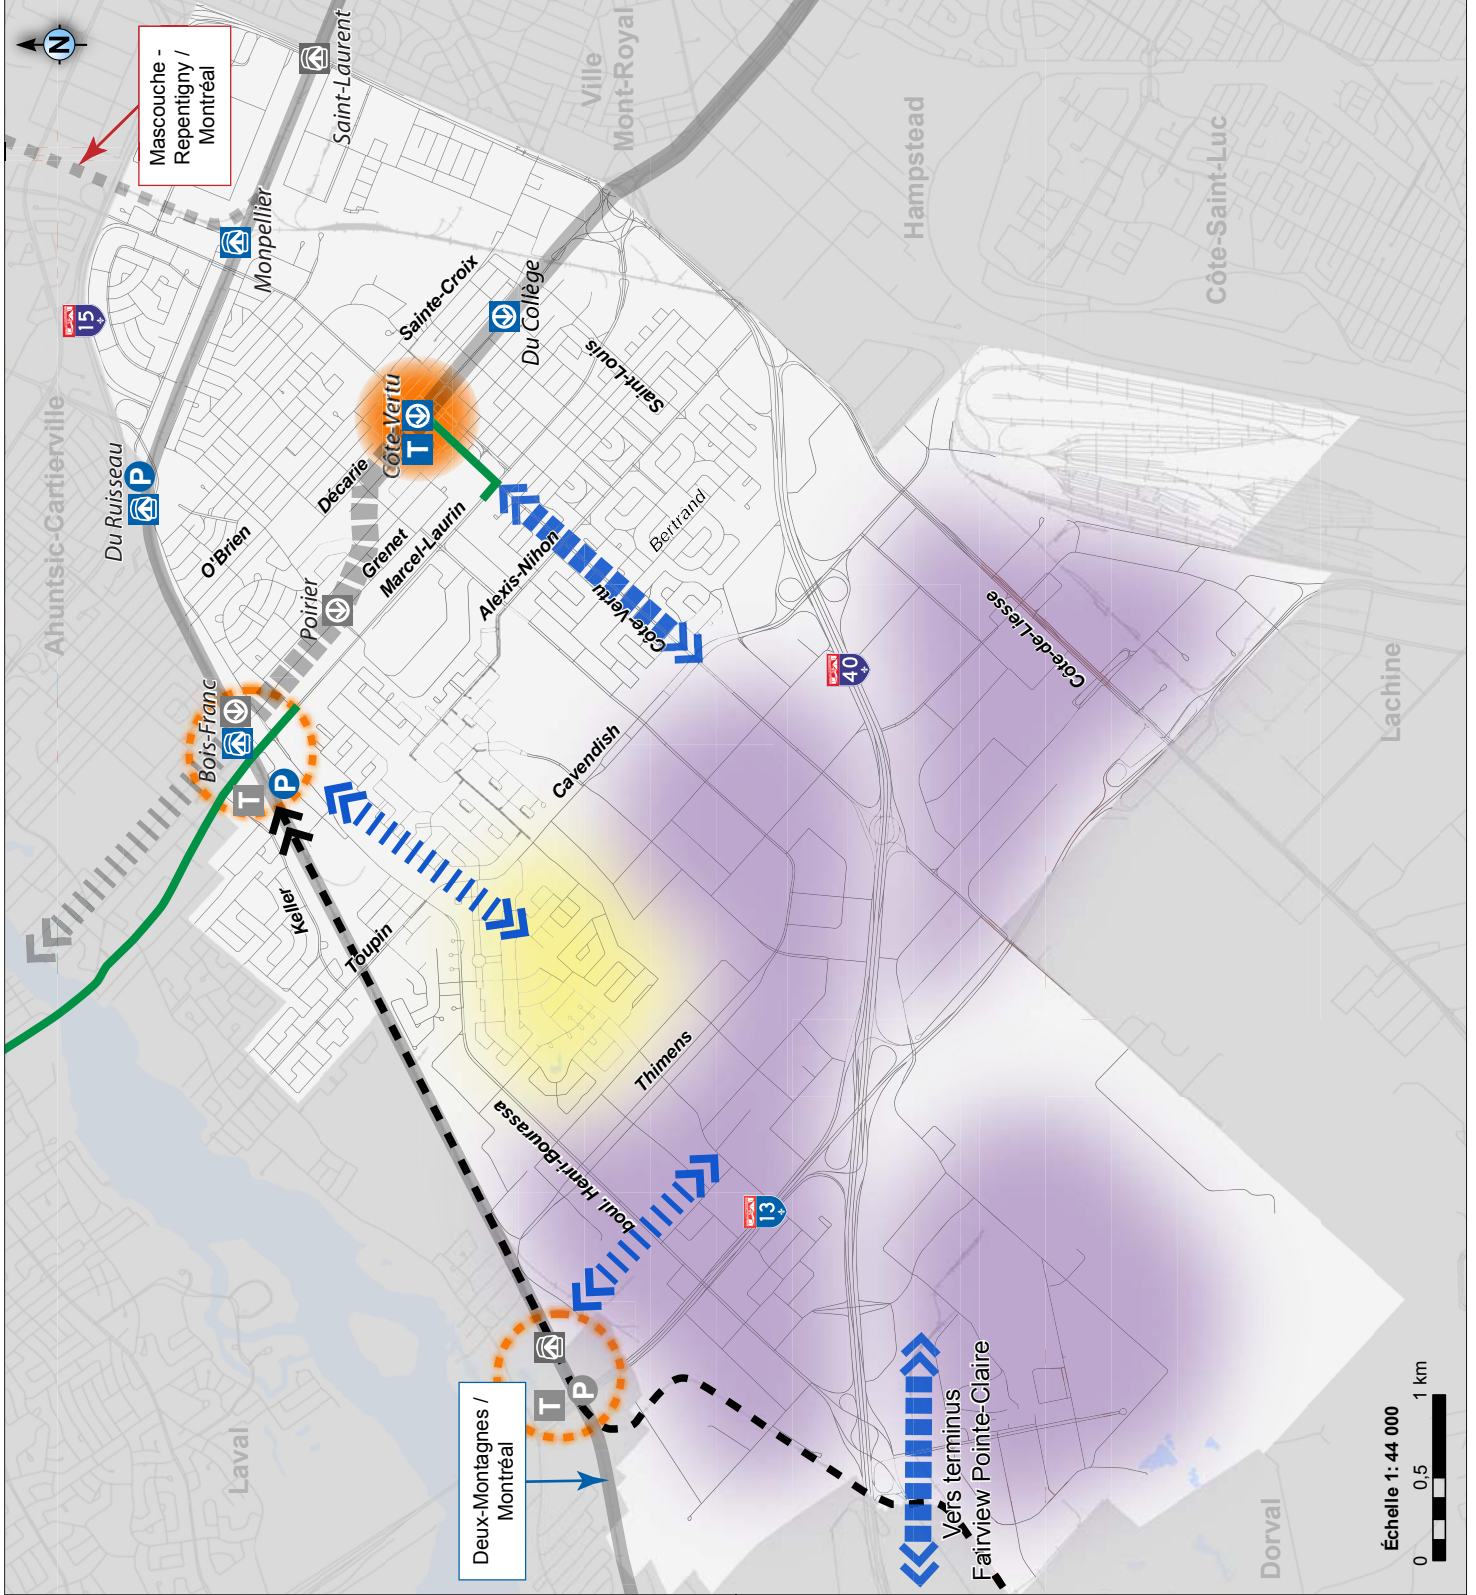 N
Mascouche -
Repentigny /
Montréal
Saint-Laurent
Ville
Mont-Royal
Hampstead
Côte-Saint-Luc
Monpellier
15
Sainte-Croix
Du Collège
Saint-Louis
Ahuntsic-Cartierville
Du Ruisseau
P
Côte-Vertu
T
Décarie
O'Brien
Grenet
Marcel-Laurin
Poirier
Alexis-Nihon
Bertrand
Côte-Vertu
Côte-de-Liesse
40
Lachine
Bois-Franc
T
P
Cavendish
Keller
Toupin
Thimens
boul. Henri-Bourassa
13
T
P
Deux-Montagnes /
Montréal
Laval
Vers terminus
Fairview Pointe-Claire
Dorval
Échelle 1: 44 000
0
0,5
1 km